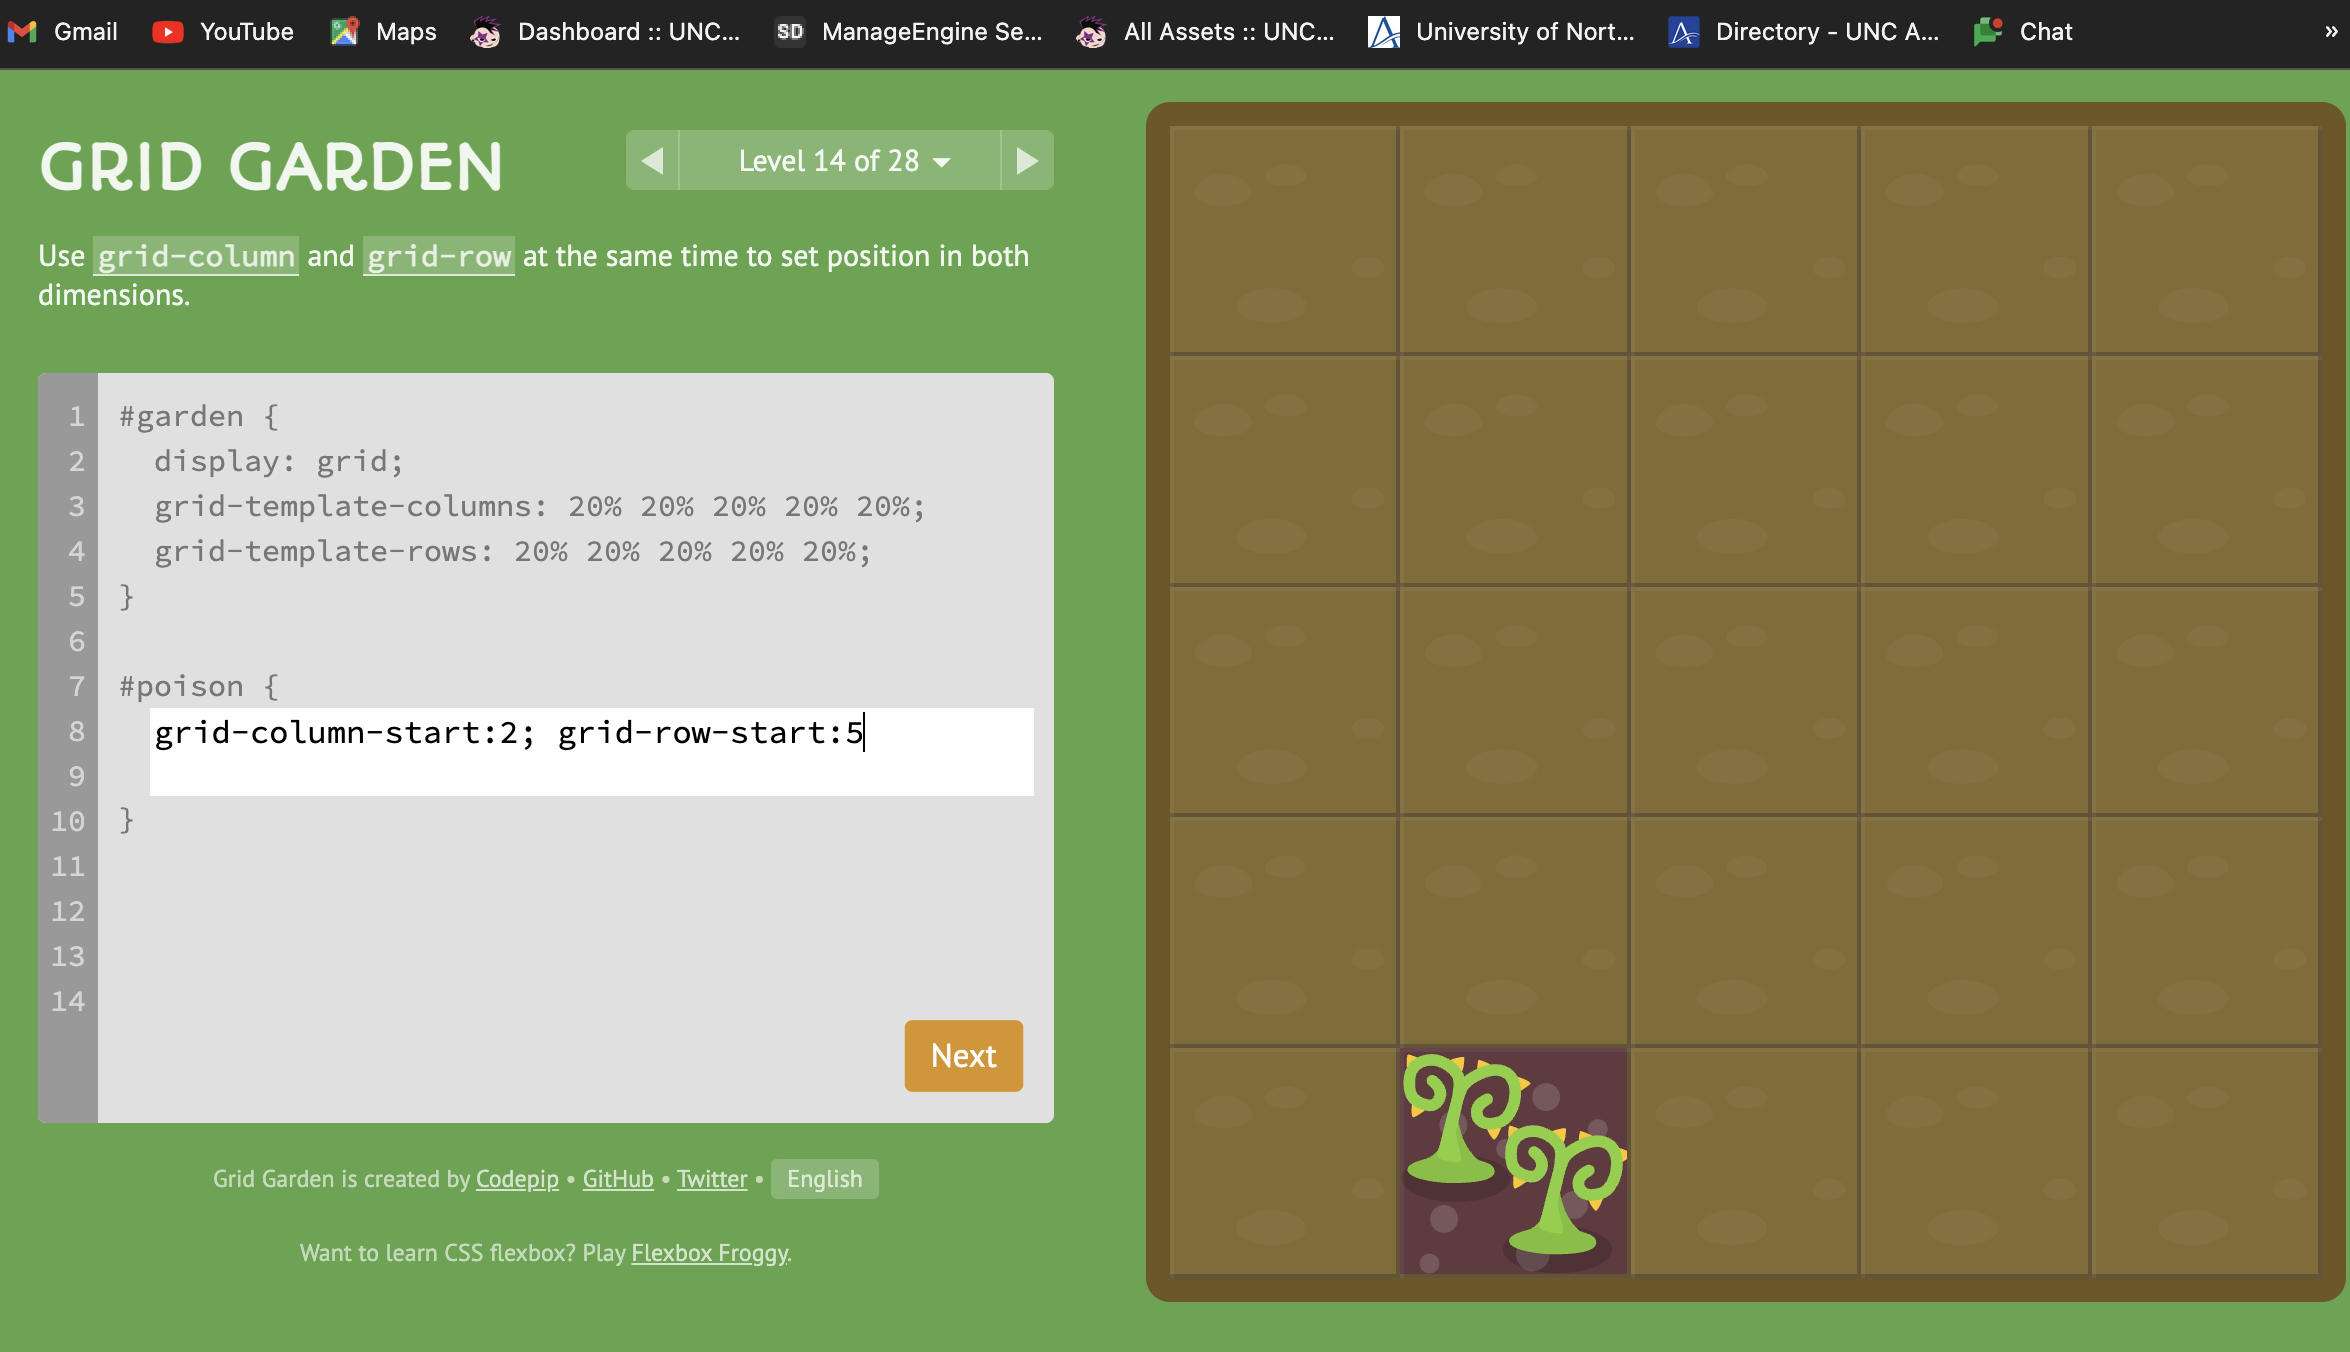 Gmail YouTube Maps Dashboard :: UNC... SD ManageEngine Se... All Assets :: UNC... University of Nort... Directory - UNC A... Chat »
GRID GARDEN
Level 14 of 28
Use grid-column and grid-row at the same time to set position in both
dimensions.
1 #garden {
2 display: grid;
3 grid-template-columns: 20% 20% 20% 20% 20%;
4 grid-template-rows: 20% 20% 20% 20% 20%;
5 }
6
7 #poison {
8 grid-column-start:2; grid-row-start:5
9
10 }
11
12
13
14
Next
Grid Garden is created by Codepip • GitHub • Twitter • English
Want to learn CSS flexbox? Play Flexbox Froggy.